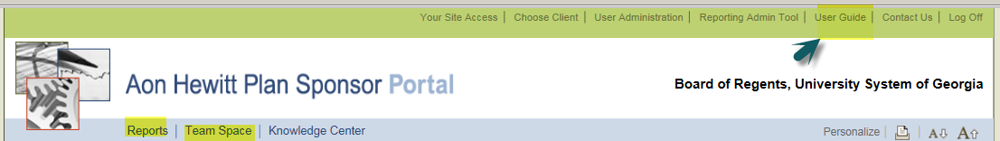 Your Site Access | Choose Client | User Administration | Reporting Admin Tool | User Guide | Contact Us | Log Off
Aon Hewitt Plan Sponsor Portal
Board of Regents, University System of Georgia
Reports | Team Space | Knowledge Center Personalize | | A A